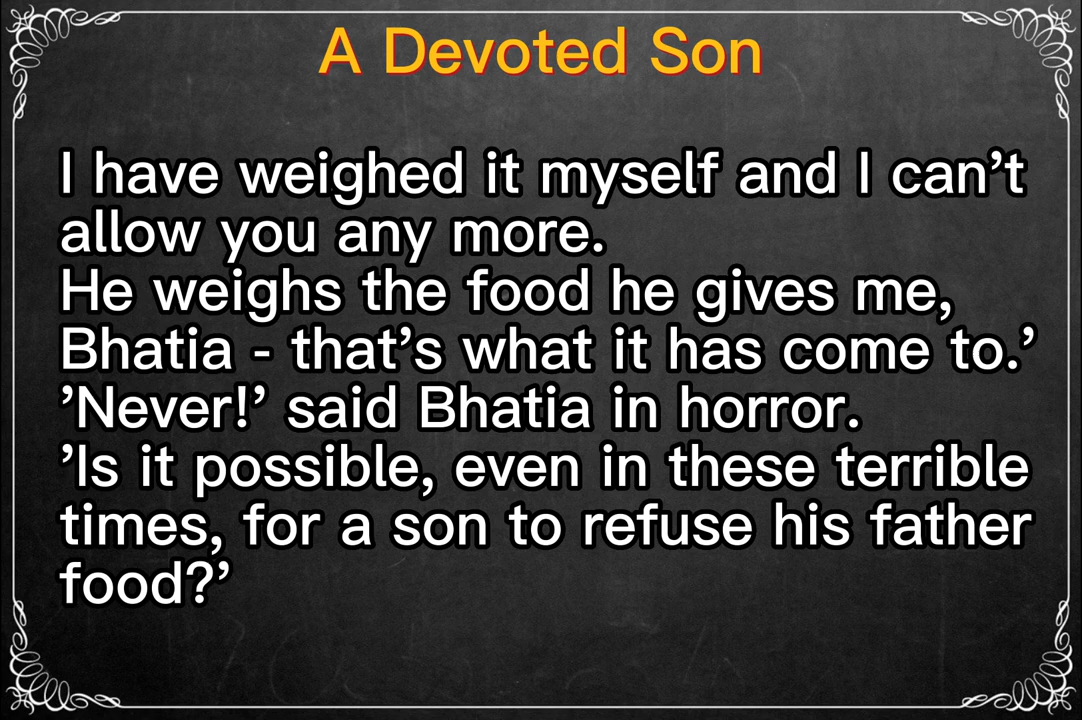 A Devoted Son
I have weighed it myself and I can’t
allow you any more.
He weighs the food he gives me,
Bhatia - that’s what it has come to.’
’Never!’ said Bhatia in horror.
’Is it possible, even in these terrible
times, for a son to refuse his father
food?’